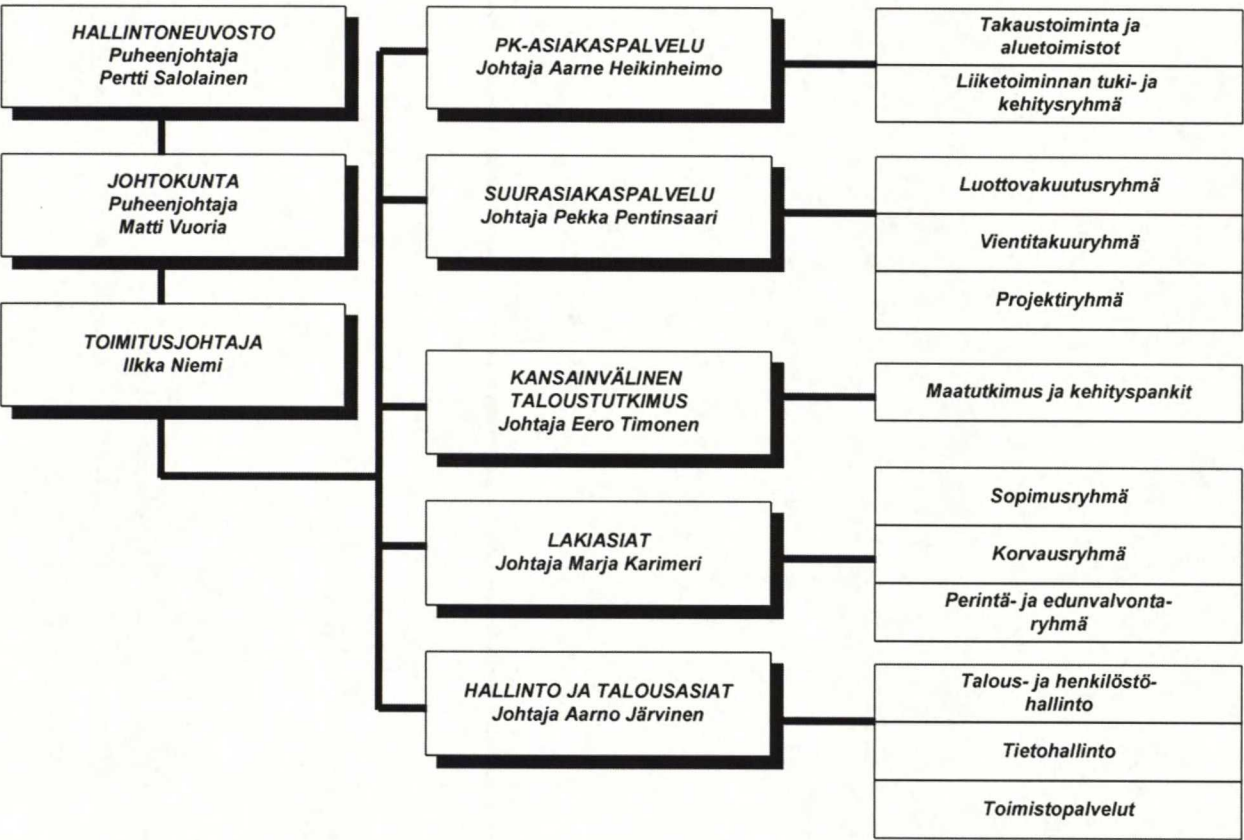 HALLINTONEUVOSTO
Puheenjohtaja
Pertti Salolainen
JOHTOKUNTA
Puheenjohtaja
Matti Vuoria
TOIMITUSJOHTAJA
Ilkka Niemi
PK-ASIAKASPALVELU
Johtaja Aarne Heikinheimo
Takaustoiminta ja
aluetoimistot
Liiketoiminnan tuki- ja
kehitysryhmä
SUURASIAKASPALVELU
Johtaja Pekka Pentinsaari
Luottovakuutusryhmä
Vientitakuuryhmä
Projektiryhmä
KANSAINVÄLINEN
TALOUSTUTKIMUS
Johtaja Eero Timonen
Maatutkimus ja kehityspankit
LAKIASIAT
Johtaja Marja Karimeri
Sopimusryhmä
Korvausryhmä
Perintä- ja edunvalvonta-
ryhmä
HALLINTO JA TALOUSASIAT
Johtaja Aarno Järvinen
Talous- ja henkilöstö-
hallinto
Tietohallinto
Toimistopalvelut